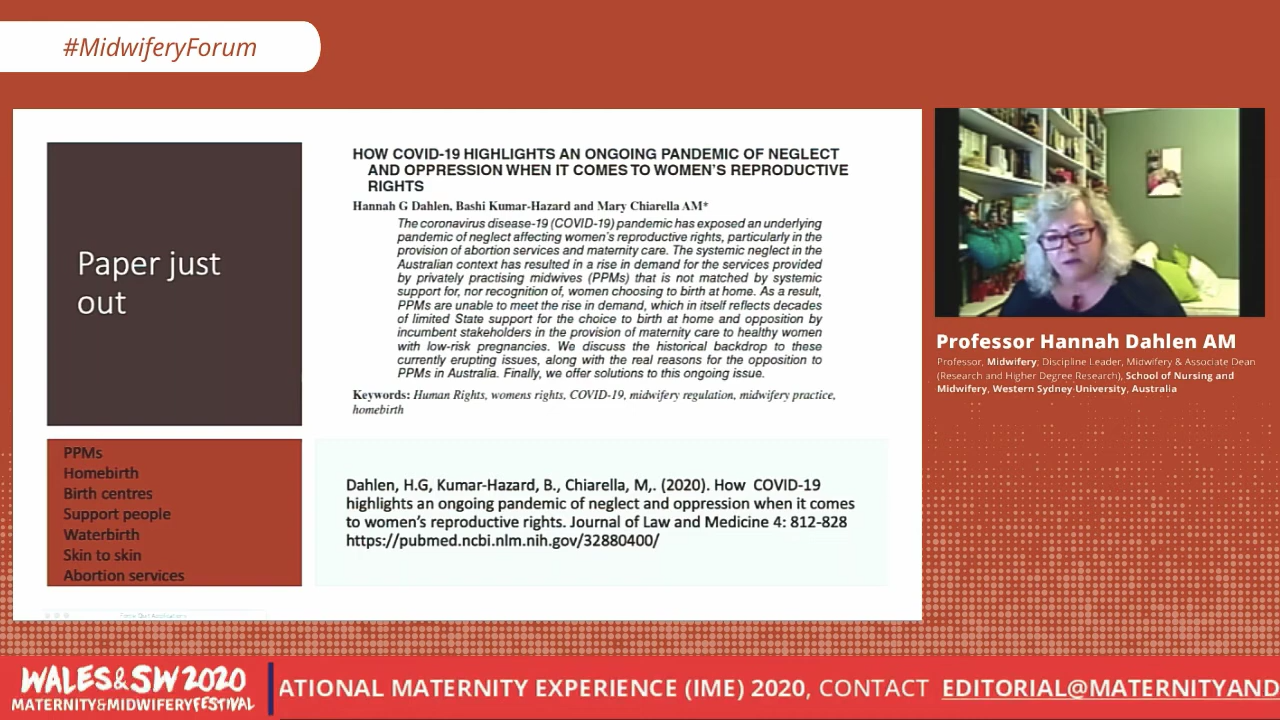 #MidwiferyForum
Paper just
out
HOW COVID-19 HIGHLIGHTS AN ONGOING PANDEMIC OF NEGLECT
AND OPPRESSION WHEN IT COMES TO WOMEN'S REPRODUCTIVE
RIGHTS
Hannah G Dahlen, Bashi Kumar-Hazard and Mary Chiarella AM*
The coronavirus disease-19 (COVID-19) pandemic has exposed an underlying
pandemic of neglect affecting women's reproductive rights, particularly in the
provision of abortion services and maternity care. The systemic neglect in the
Australian context has resulted in a rise in demand for the services provided
by privately practising midwives (PPMs) that is not matched by systemic
support for, nor recognition of, women choosing to birth at home. As a result,
PPMs are unable to meet the rise in demand, which in itself reflects decades
of limited State support for the choice to birth at home and opposition by
incumbent stakeholders in the provision of maternity care to healthy women
with low-risk pregnancies. We discuss the historical backdrop to these
currently erupting issues, along with the real reasons for the opposition to
PPMs in Australia. Finally, we offer solutions to this ongoing issue.
Keywords: Human Rights, womens rights, COVID-19, midwifery regulation, midwifery practice,
homebirth
PPMs
Homebirth
Birth centres
Support people
Waterbirth
Skin to skin
Abortion services
Dahlen, H.G, Kumar-Hazard, B., Chiarella, M,. (2020). How COVID-19
highlights an ongoing pandemic of neglect and oppression when it comes
to women's reproductive rights. Journal of Law and Medicine 4: 812-828
https://pubmed.ncbi.nlm.nih.gov/32880400/
Professor Hannah Dahlen AM
Professor, Midwifery; Discipline Leader, Midwifery & Associate Dean
(Research and Higher Degree Research), School of Nursing and
Midwifery, Western Sydney University, Australia
WALES&SW2020
MATERNITY&MIDWIFERYFESTIVAL
ATIONAL MATERNITY EXPERIENCE (IME) 2020, CONTACT EDITORIAL@MATERNITYAND